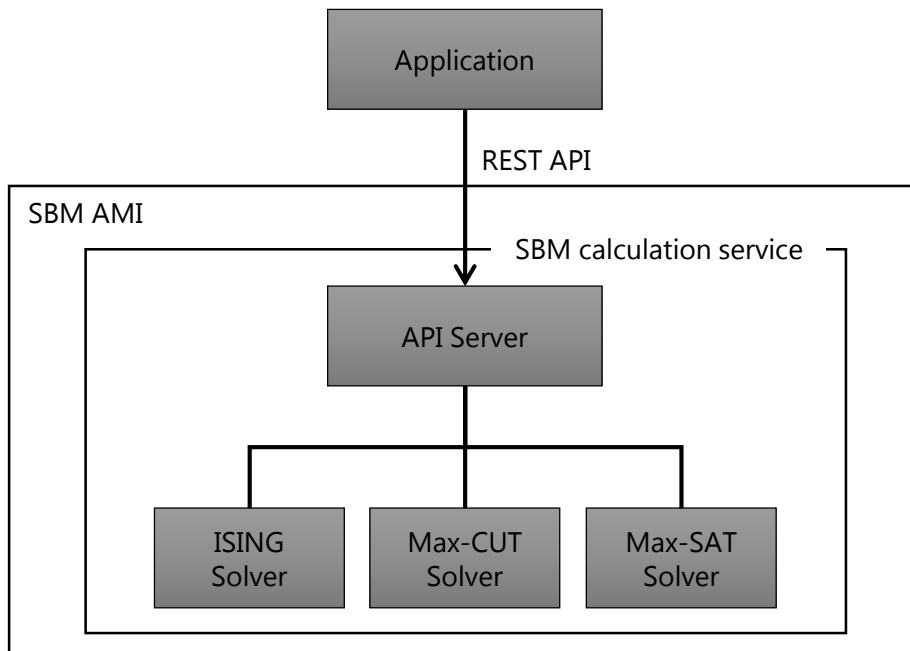 Application
REST API
SBM AMI
SBM calculation service
API Server
ISING
Solver
Max-CUT
Solver
Max-SAT
Solver